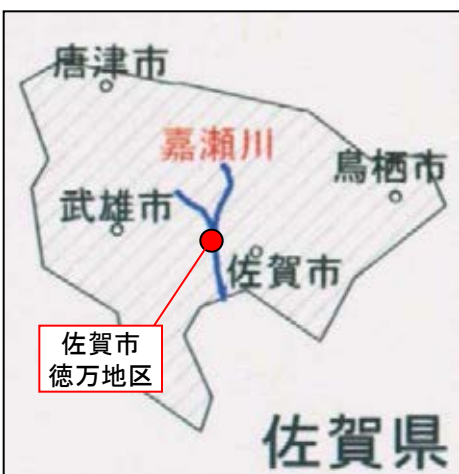 唐津市
嘉瀬川
鳥栖市
武雄市
佐賀市
佐賀市
徳万地区
佐賀県